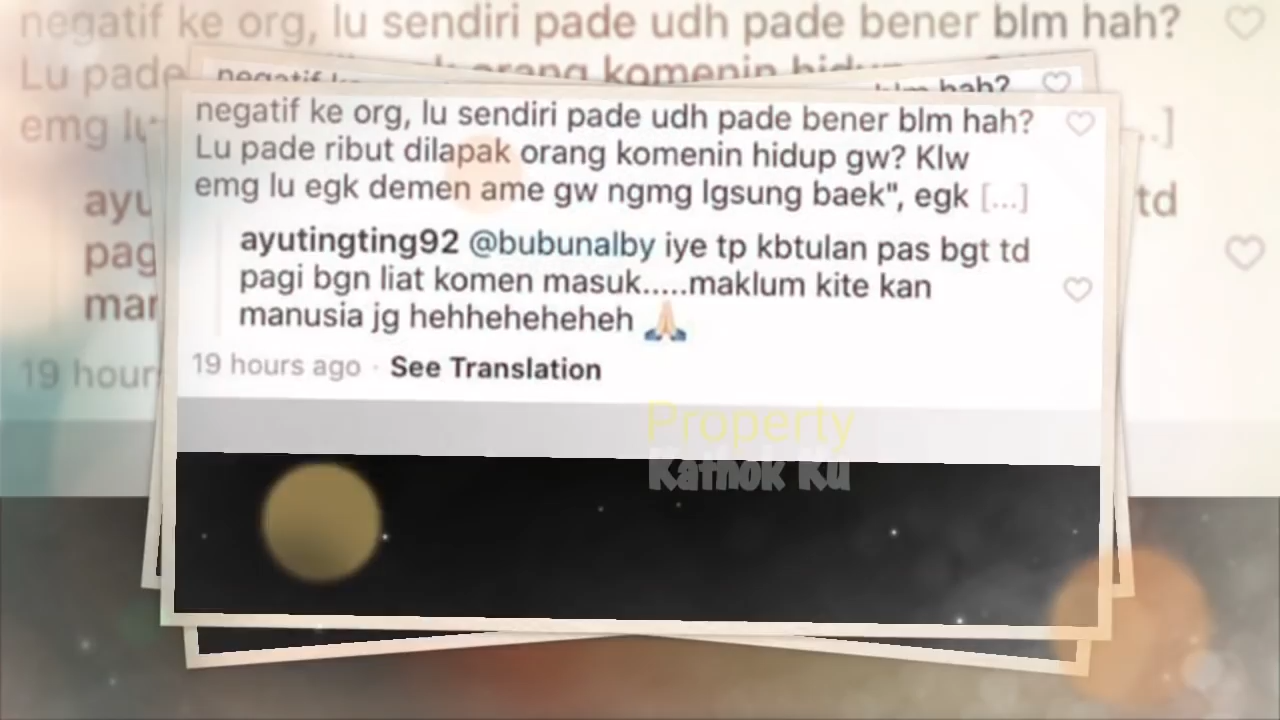 negatif ke org, lu sendiri pade udh pade bener blm hah?
Lu pade ribut dilapak orang komenin hidup gw? Klw
emg lu egk demen ame gw ngmg lgsung baek", egk [...]
ayutingting92 @bubunalby iye tp kbtulan pas bgt td
pagi bgn liat komen masuk.....maklum kite kan
manusia jg hehheheheheh 🙏
19 hours ago · See Translation
Property
Kathok Ku